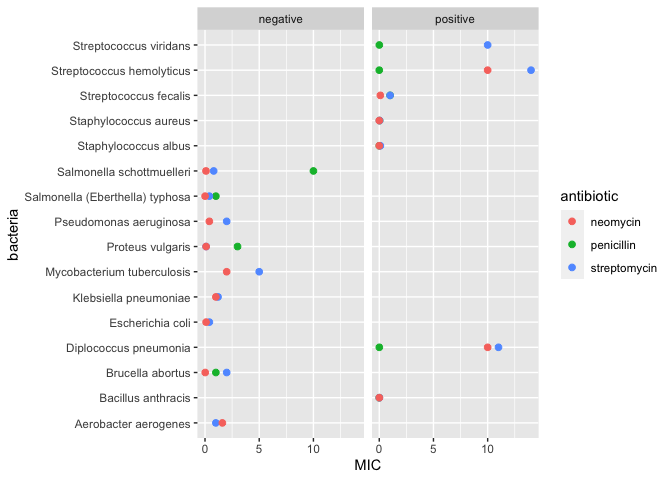 negative positive
Streptococcus viridans
Streptococcus hemolyticus
Streptococcus fecalis
Staphylococcus aureus
Staphylococcus albus
Salmonella schottmuelleri
Salmonella (Eberthella) typhosa
Pseudomonas aeruginosa
Proteus vulgaris
Mycobacterium tuberculosis
Klebsiella pneumoniae
Escherichia coli
Diplococcus pneumonia
Brucella abortus
Bacillus anthracis
Aerobacter aerogenes
bacteria
0 5 10 0 5 10
MIC
antibiotic
neomycin
penicillin
streptomycin